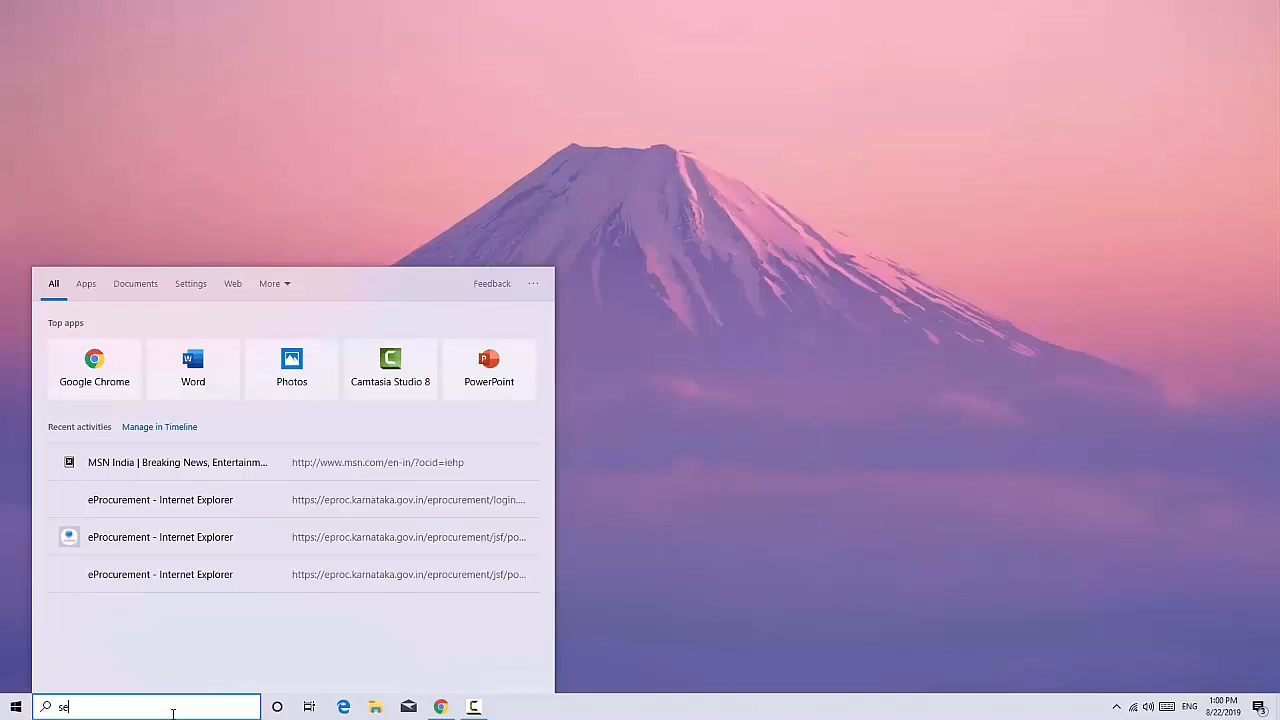 All Apps Documents Settings Web More Feedback ...
Top apps
Google Chrome Word Photos Camtasia Studio 8 PowerPoint
Recent activities Manage in Timeline
MSN India | Breaking News, Entertainm... http://www.msn.com/en-in/?ocid=iehp
eProcurement - Internet Explorer https://eproc.karnataka.gov.in/eprocurement/login....
eProcurement - Internet Explorer https://eproc.karnataka.gov.in/eprocurement/jsf/po...
eProcurement - Internet Explorer https://eproc.karnataka.gov.in/eprocurement/jsf/po...
se ENG 1:00 PM
8/22/2019 3